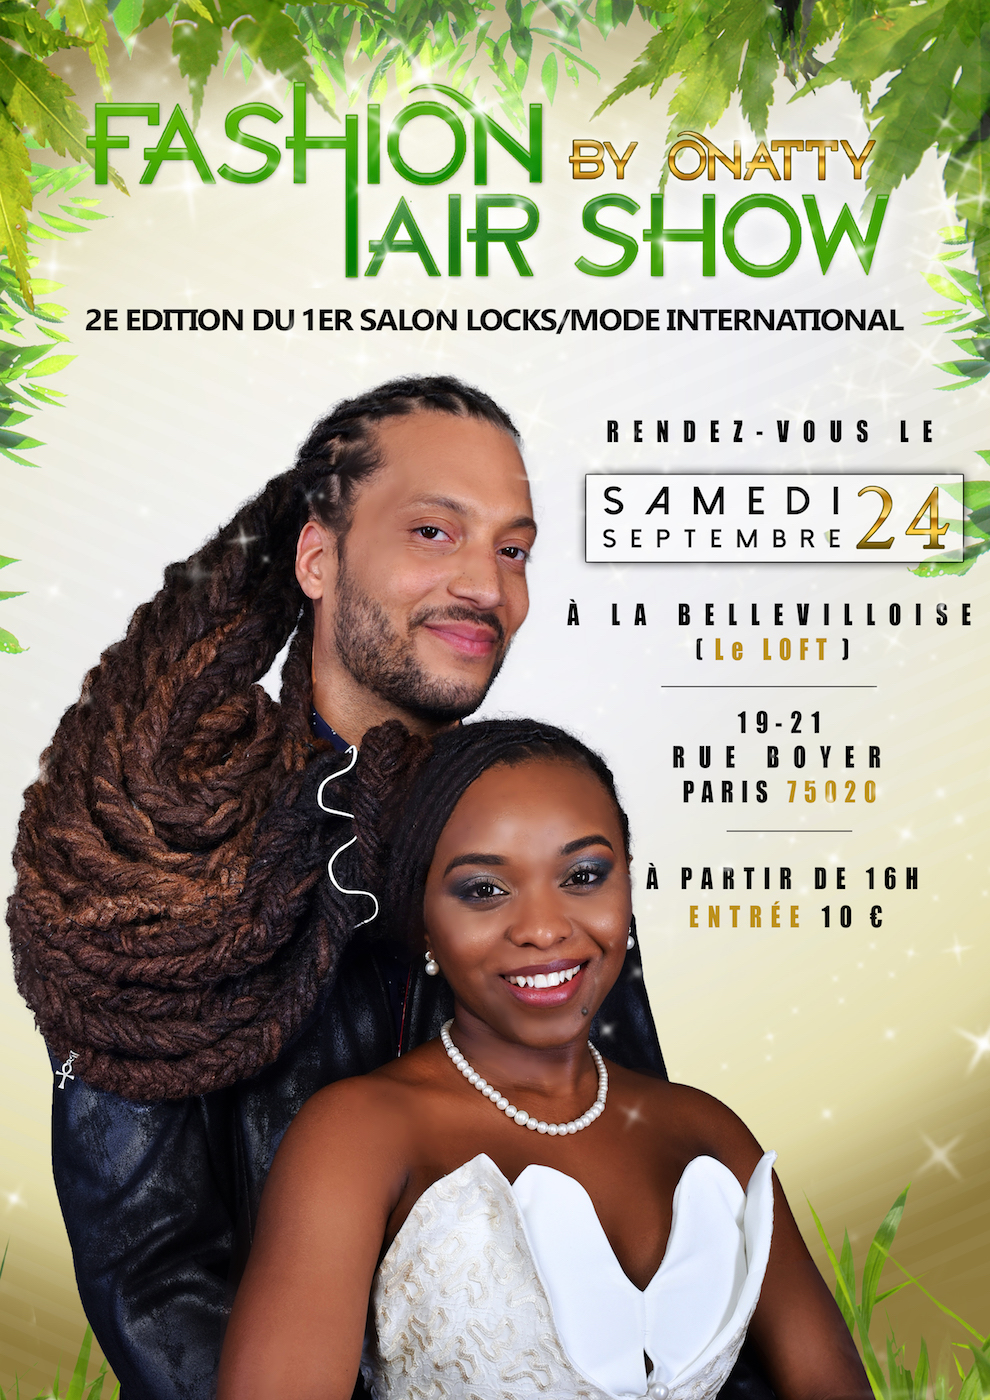 FASHION BY ÔNATTY
HAIR SHOW
2E EDITION DU 1ER SALON LOCKS/MODE INTERNATIONAL
RENDEZ-VOUS LE
SAMEDI 24
SEPTEMBRE
À LA BELLEVILLOISE
(Le LOFT)
19-21
RUE BOYER
PARIS 75020
À PARTIR DE 16H
ENTRÉE 10 €